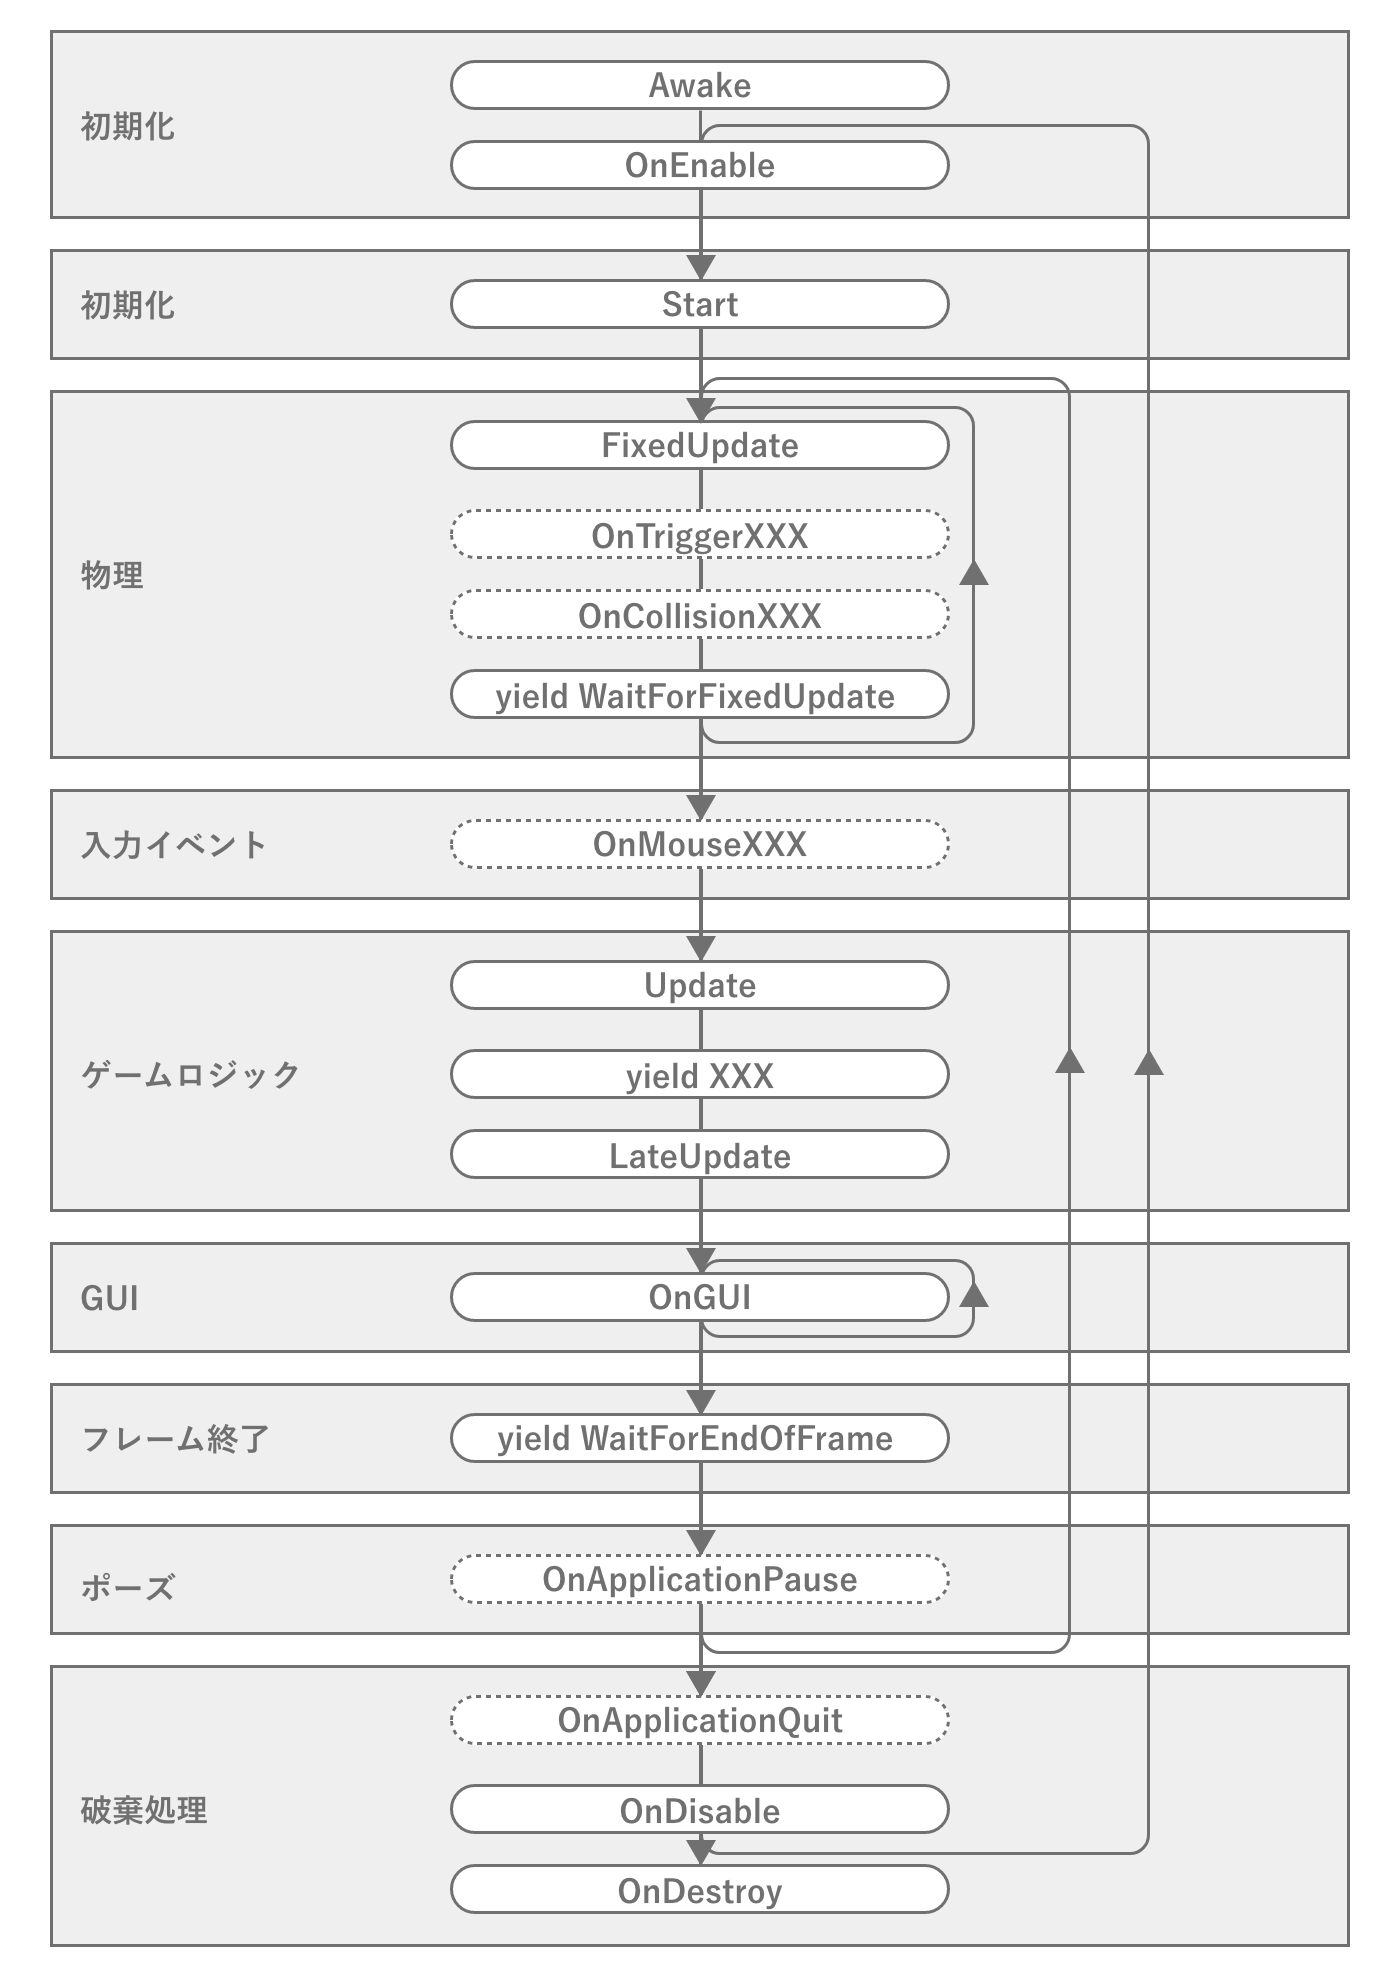 初期化
Awake
OnEnable
初期化
Start
物理
FixedUpdate
OnTriggerXXX
OnCollisionXXX
yield WaitForFixedUpdate
入力イベント
OnMouseXXX
ゲームロジック
Update
yield XXX
LateUpdate
GUI
OnGUI
フレーム終了
yield WaitForEndOfFrame
ポーズ
OnApplicationPause
破棄処理
OnApplicationQuit
OnDisable
OnDestroy